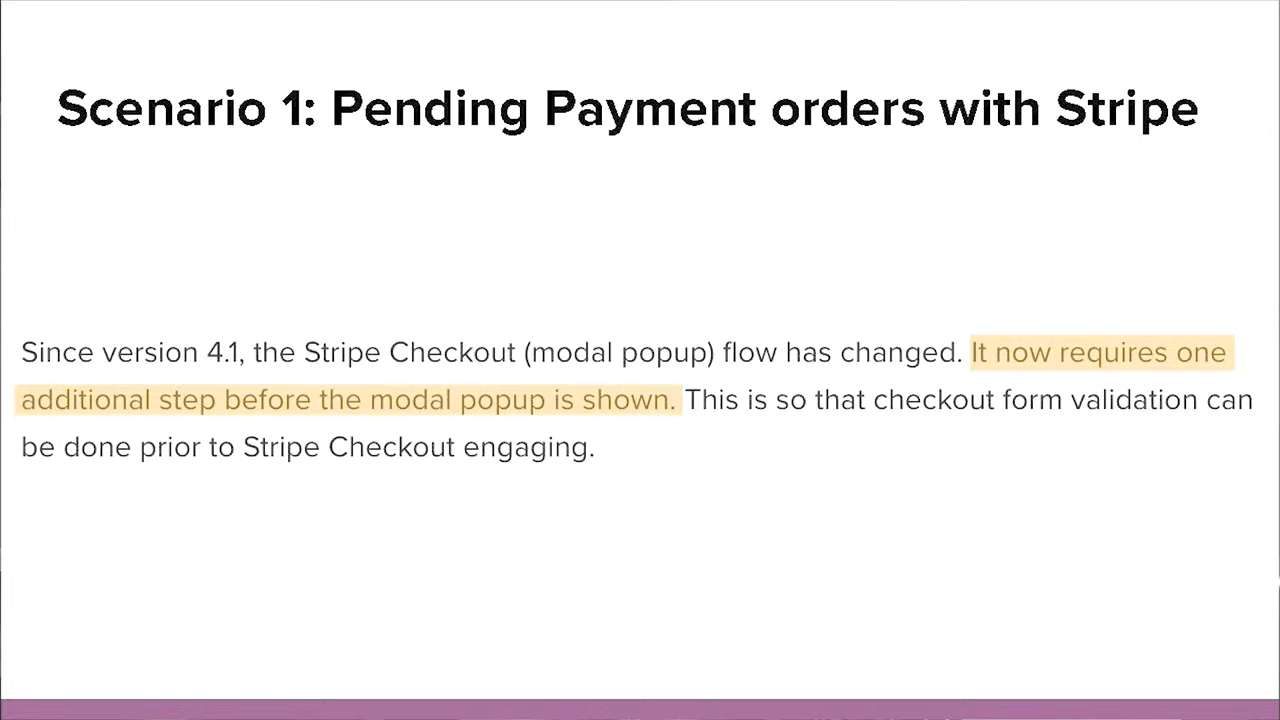 Scenario 1: Pending Payment orders with Stripe
Since version 4.1, the Stripe Checkout (modal popup) flow has changed. It now requires one
additional step before the modal popup is shown. This is so that checkout form validation can
be done prior to Stripe Checkout engaging.